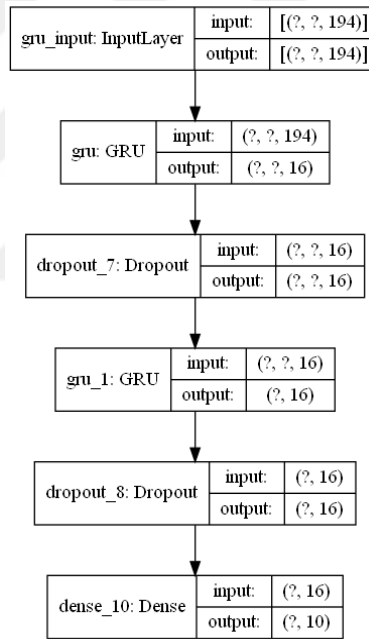 gru_input: InputLayer
input: [(?, ?, 194)]
output: [(?, ?, 194)]
gru: GRU
input: (?, ?, 194)
output: (?, ?, 16)
dropout_7: Dropout
input: (?, ?, 16)
output: (?, ?, 16)
gru_1: GRU
input: (?, ?, 16)
output: (?, 16)
dropout_8: Dropout
input: (?, 16)
output: (?, 16)
dense_10: Dense
input: (?, 16)
output: (?, 10)